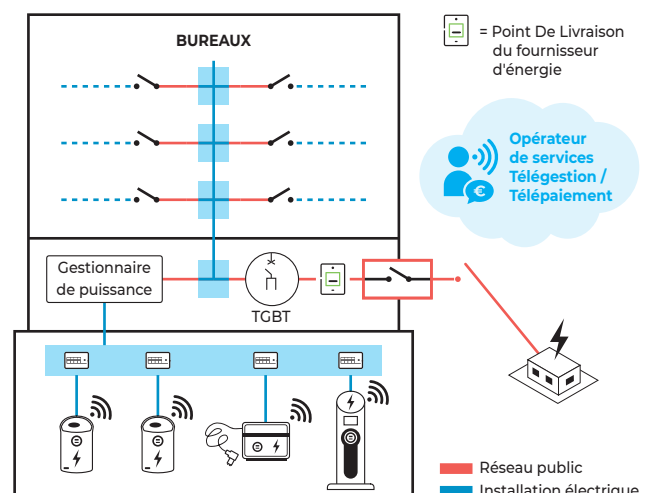 BUREAUX
= Point De Livraison
du fournisseur
d'énergie
Opérateur
de services
Télégestion /
Télépaiement
€
Gestionnaire
de puissance
TGBT
Réseau public
Installation électrique